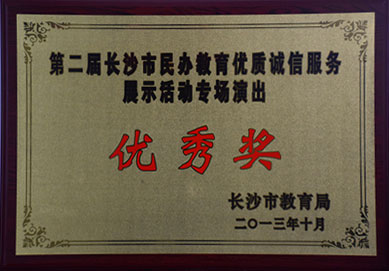 第二届长沙市民办教育优质诚信服务
展示活动专场演出
优秀奖
长沙市教育局
二〇一三年十月